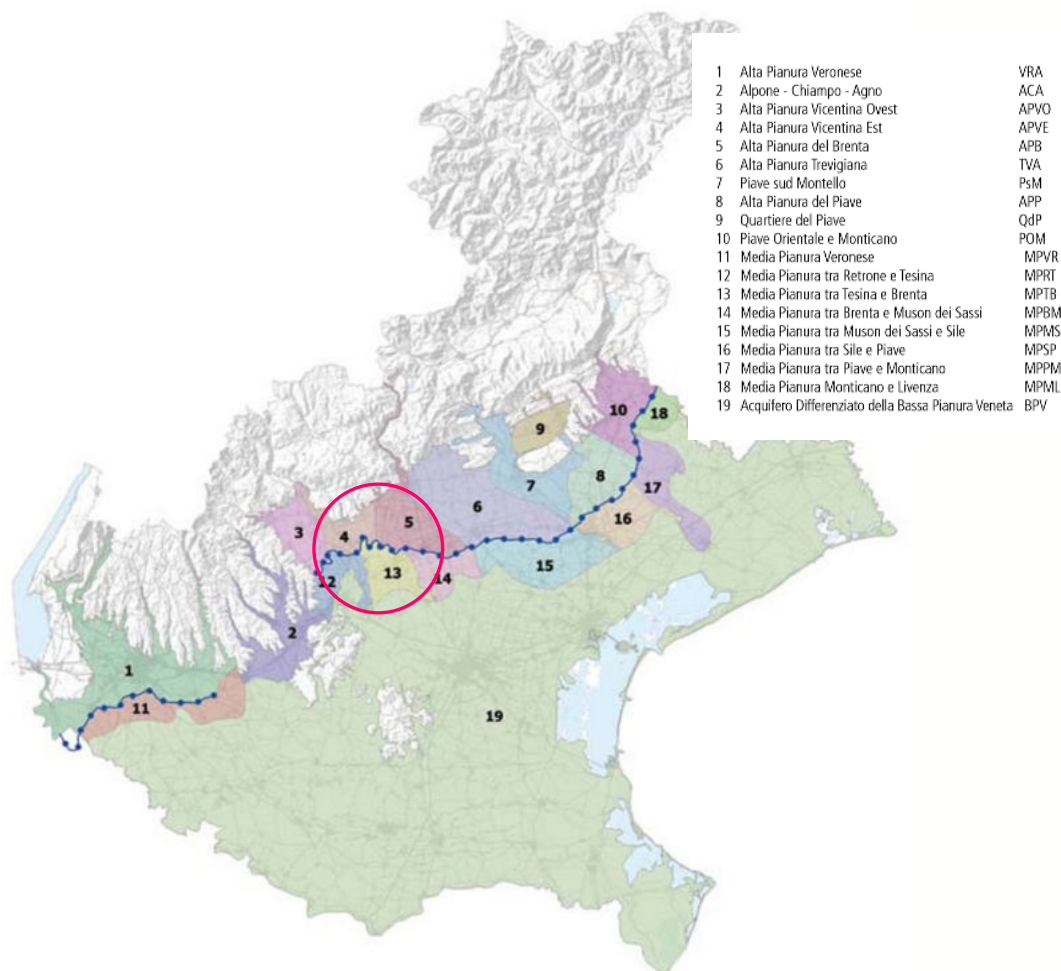 1 Alta Pianura Veronese VRA
2 Alpone - Chiampo - Agno ACA
3 Alta Pianura Vicentina Ovest APVO
4 Alta Pianura Vicentina Est APVE
5 Alta Pianura del Brenta APB
6 Alta Pianura Trevigiana TVA
7 Piave sud Montello PsM
8 Alta Pianura del Piave APP
9 Quartiere del Piave QdP
10 Piave Orientale e Monticano POM
11 Media Pianura Veronese MPVR
12 Media Pianura tra Retrone e Tesina MPRT
13 Media Pianura tra Tesina e Brenta MPTB
14 Media Pianura tra Brenta e Muson dei Sassi MPBM
15 Media Pianura tra Muson dei Sassi e Sile MPMS
16 Media Pianura tra Sile e Piave MPSP
17 Media Pianura tra Piave e Monticano MPPM
18 Media Pianura Monticano e Livenza MPML
19 Acquifero Differenziato della Bassa Pianura Veneta BPV
10
18
9
8
7
17
3
5
6
4
16
13
15
12
14
2
1
11
19